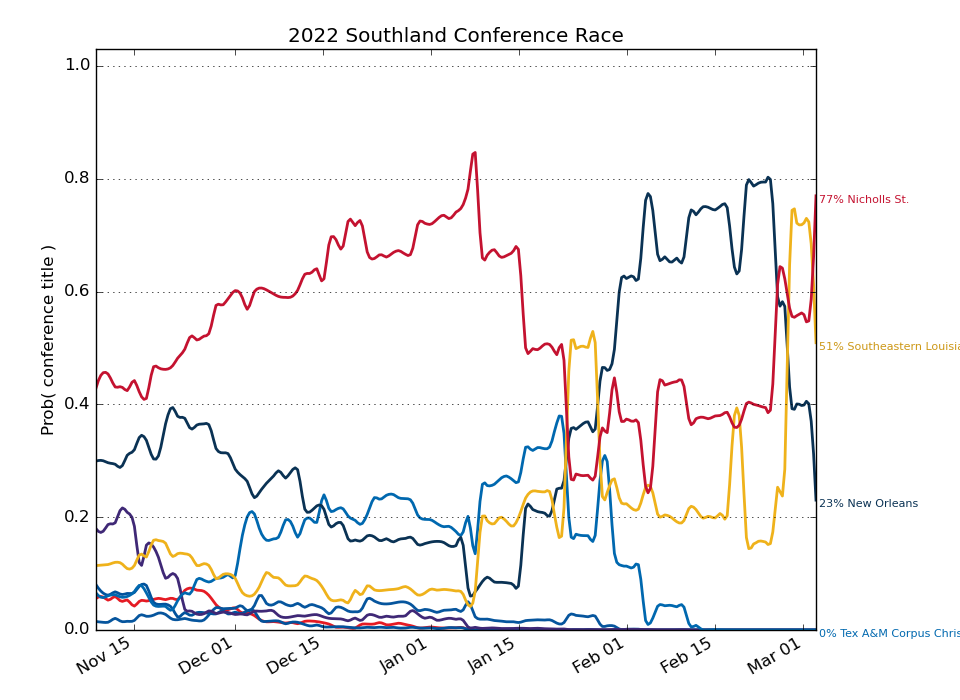 2022 Southland Conference Race
Prob( conference title )
1.0
0.8
0.6
0.4
0.2
0.0
Nov 15
Dec 01
Dec 15
Jan 01
Jan 15
Feb 01
Feb 15
Mar 01
77% Nicholls St.
51% Southeastern Louisia
23% New Orleans
0% Tex A&M Corpus Chris